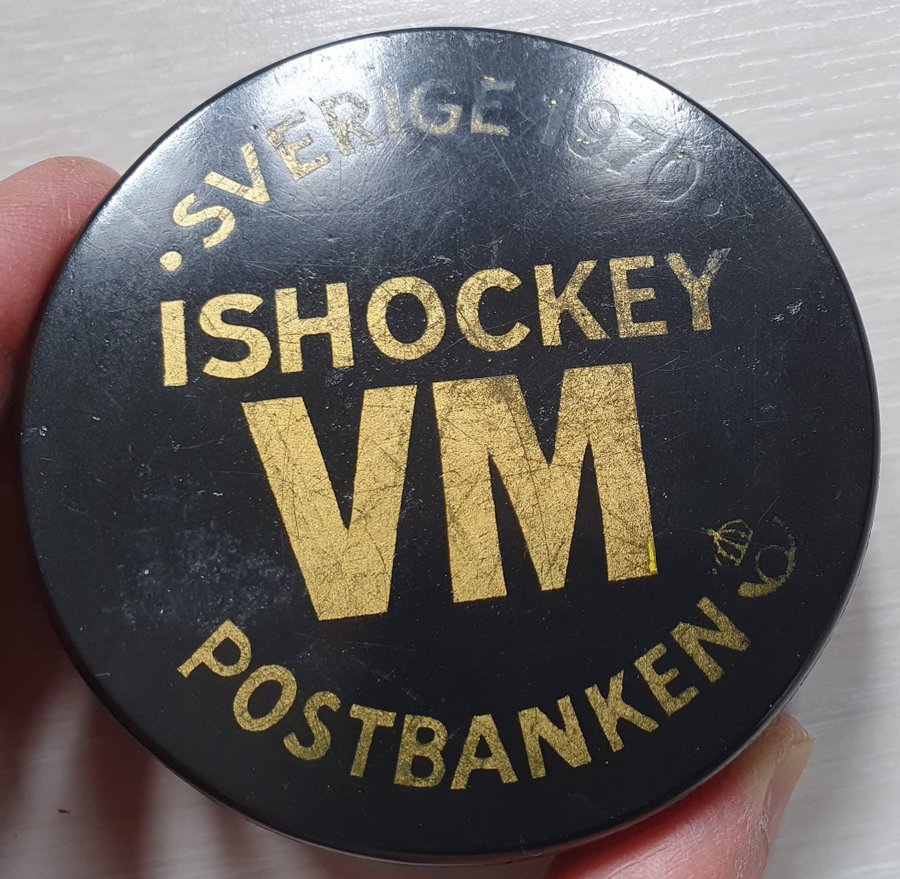 ·SVERIGE 1970·
ISHOCKEY
VM
POSTBANKEN